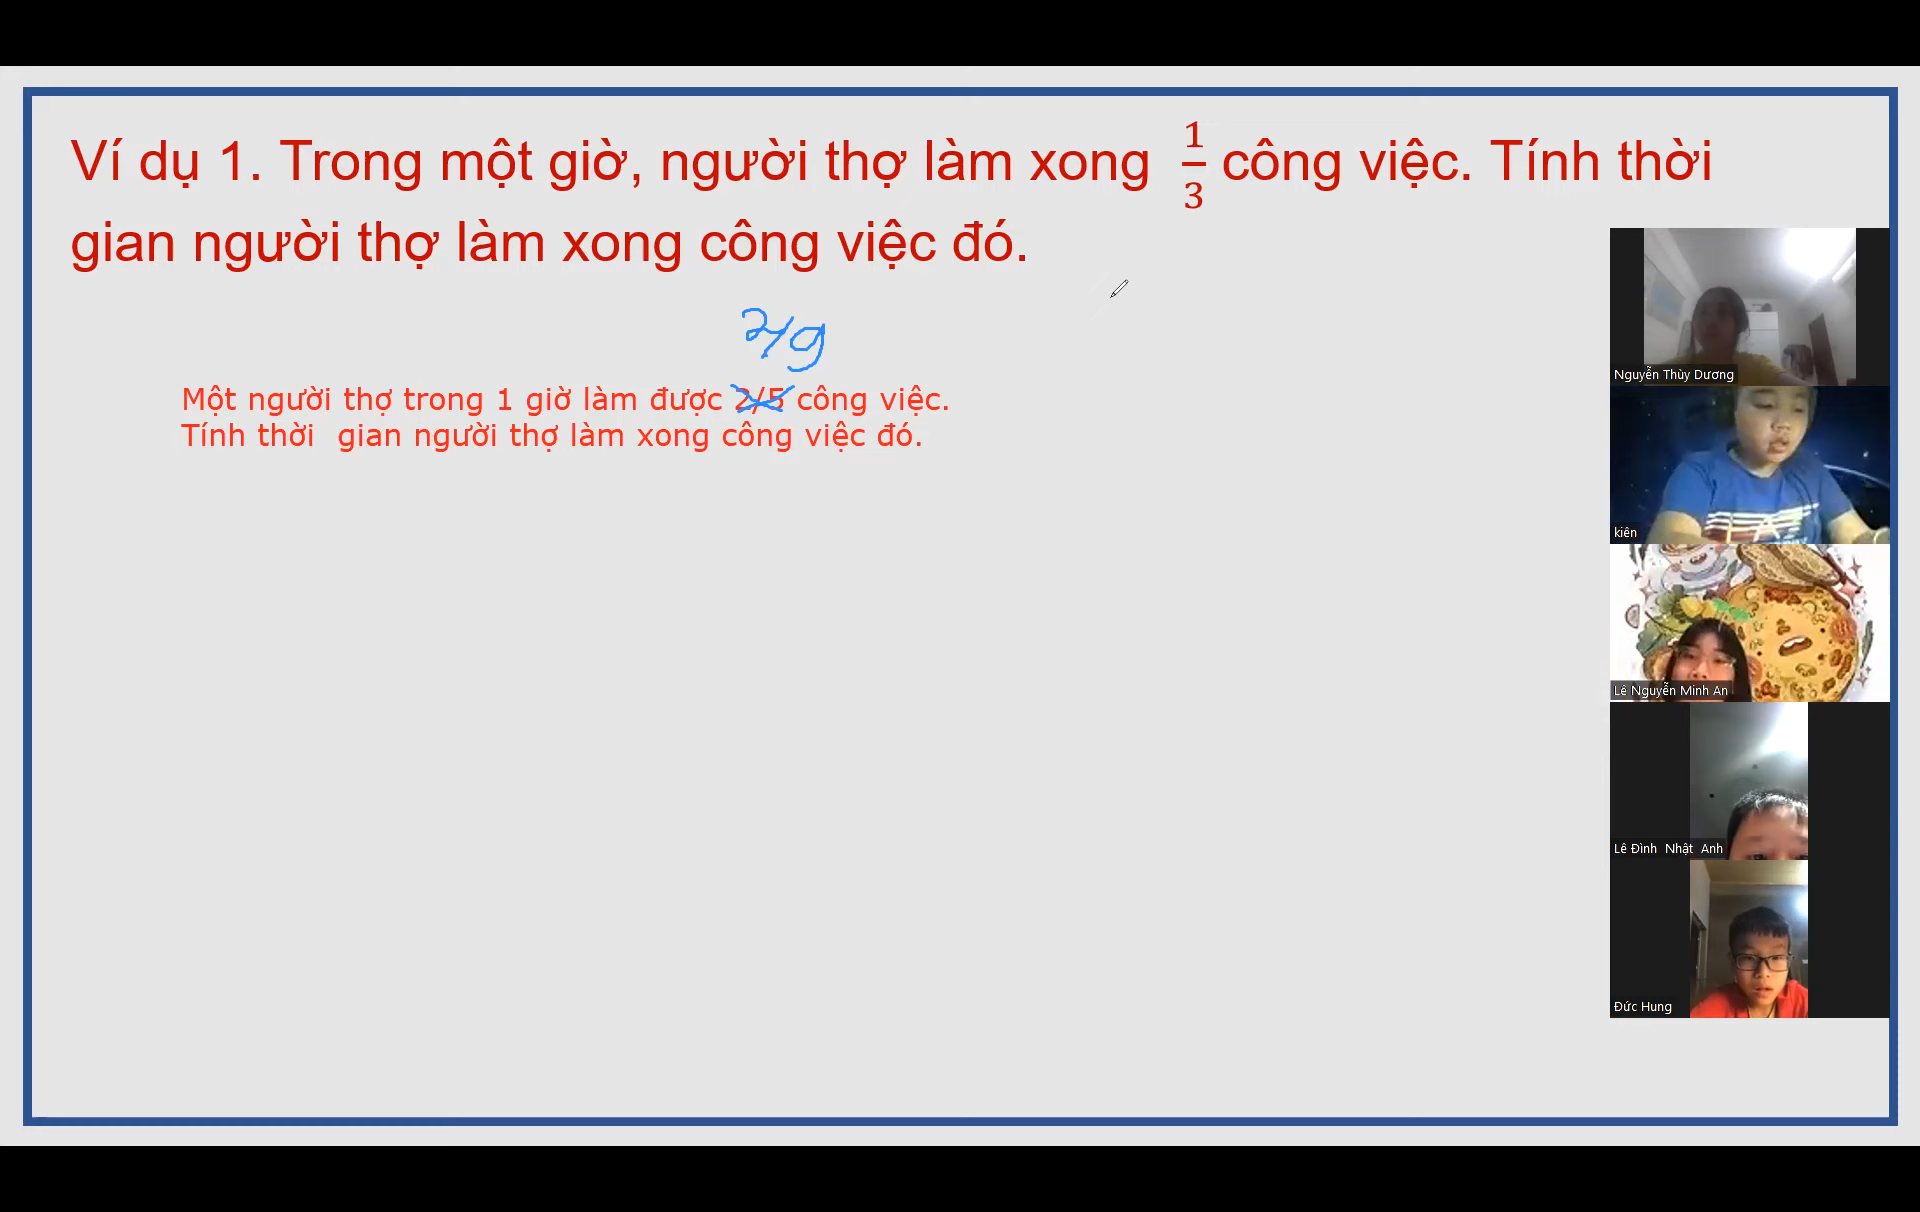 Ví dụ 1. Trong một giờ, người thợ làm xong 1/3 công việc. Tính thời
gian người thợ làm xong công việc đó.
2/9
Một người thợ trong 1 giờ làm được 2/5 công việc.
Tính thời gian người thợ làm xong công việc đó.
Nguyễn Thùy Dương
kiên
Lê Nguyễn Minh An
Lê Đình Nhật Anh
Đức Hung